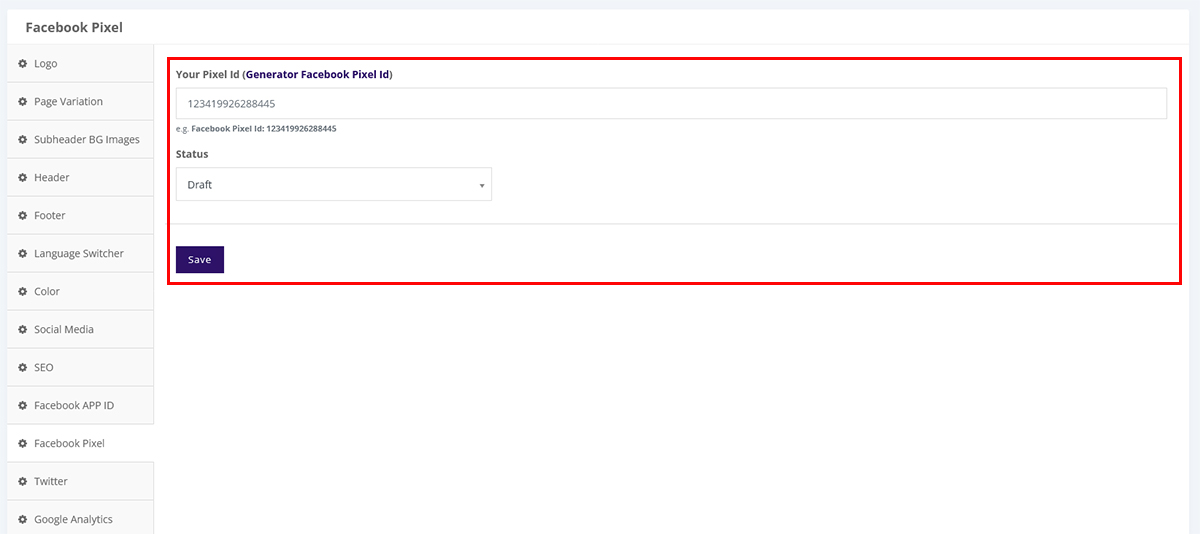 Facebook Pixel
Logo
Page Variation
Subheader BG Images
Header
Footer
Language Switcher
Color
Social Media
SEO
Facebook APP ID
Facebook Pixel
Twitter
Google Analytics
Your Pixel Id (Generator Facebook Pixel Id)
123419926288445
e.g. Facebook Pixel Id: 123419926288445
Status
Draft
Save